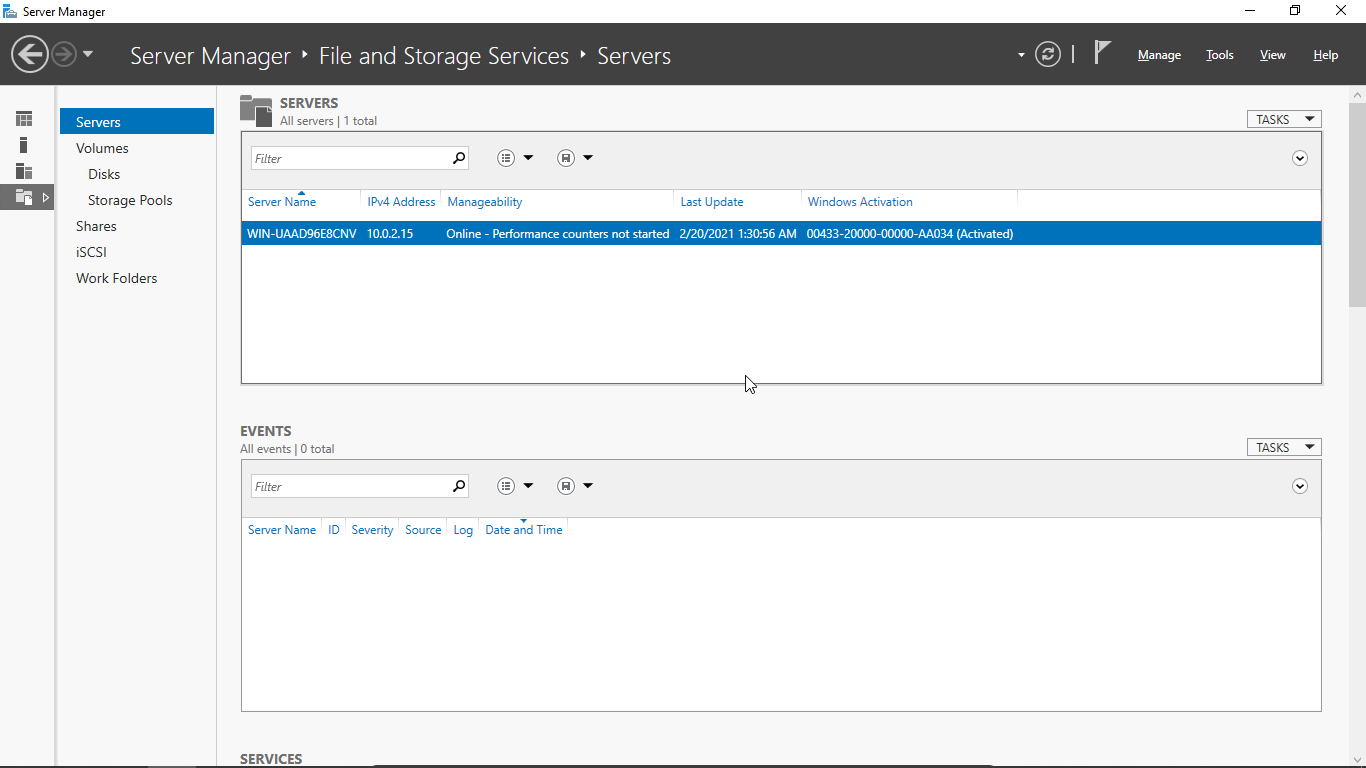 Server Manager
Server Manager ‣ File and Storage Services ‣ Servers
Manage Tools View Help
Servers
Volumes
Disks
Storage Pools
Shares
iSCSI
Work Folders
SERVERS
All servers | 1 total
TASKS
Filter
Server Name IPv4 Address Manageability Last Update Windows Activation
WIN-UAAD96E8CNV 10.0.2.15 Online - Performance counters not started 2/20/2021 1:30:56 AM 00433-20000-00000-AA034 (Activated)
EVENTS
All events | 0 total
TASKS
Filter
Server Name ID Severity Source Log Date and Time
SERVICES